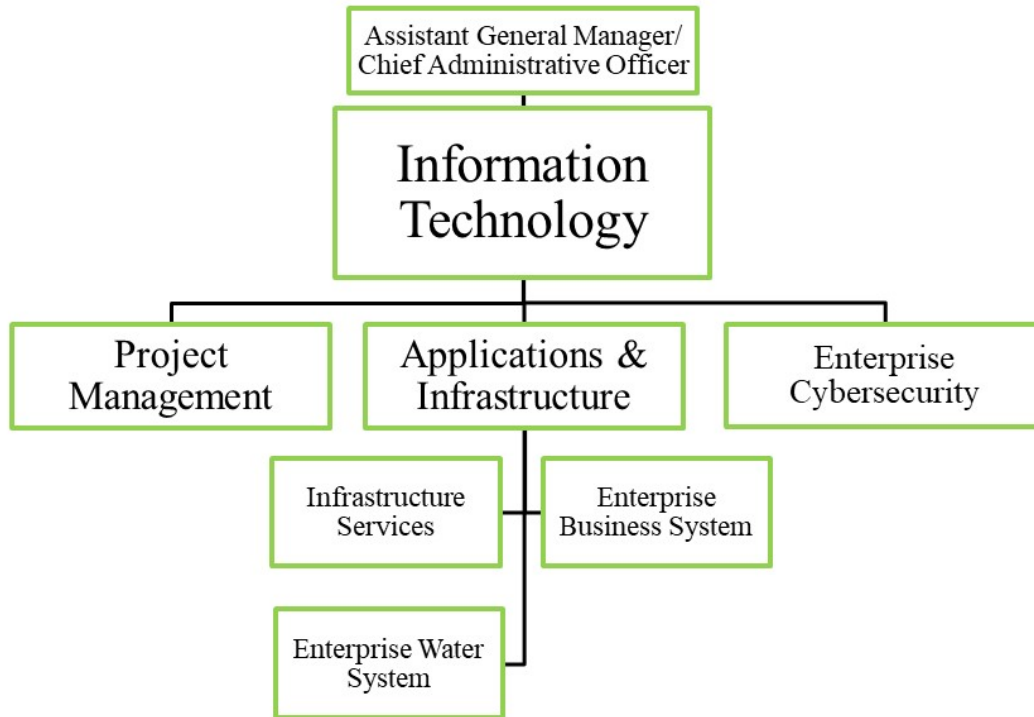 Assistant General Manager/
Chief Administrative Officer
Information
Technology
Project
Management
Applications &
Infrastructure
Enterprise
Cybersecurity
Infrastructure
Services
Enterprise
Business System
Enterprise Water
System